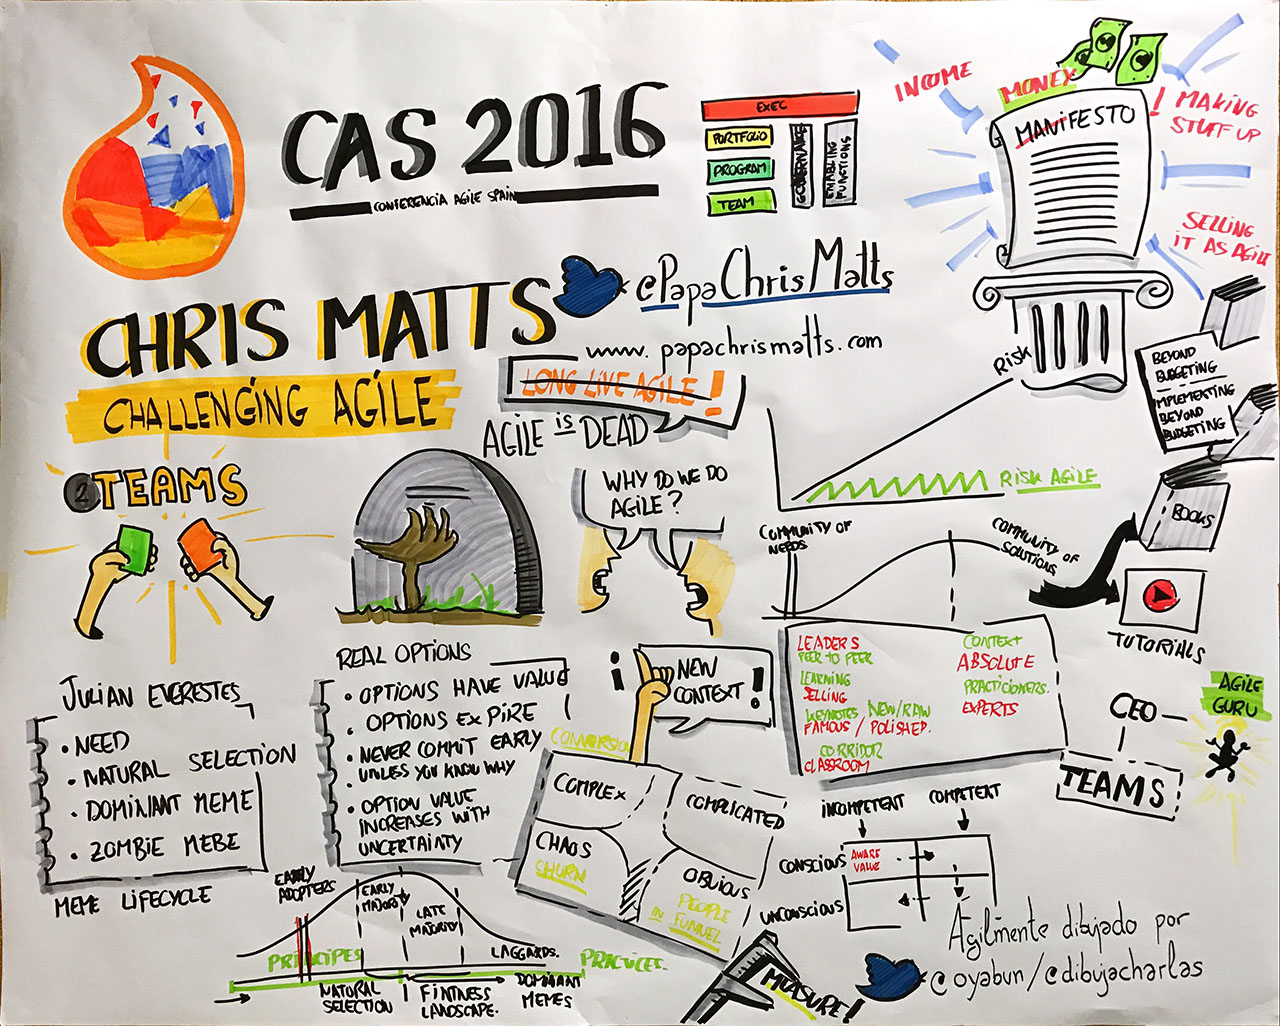 CAS 2016
CONFERENCIA AGILE SPAIN
EXEC
PORTFOLIO
PROGRAM
TEAM
GOBERNANCE
ENABLING
FUNCTIONS
INCOME
MONEY
MANIFESTO
! MAKING
STUFF UP
SELLING
IT AS AGILE
CHRIS MATTS
CHALLENGING AGILE
@PapaChrisMatts
www.papachrismatts.com
LONG LIVE AGILE!
AGILE IS DEAD
RISK
RISK AGILE
BEYOND
BUDGETING
IMPLEMENTING
BEYOND
BUDGETING
BOOKS
TUTORIALS
2 TEAMS
WHY DO WE DO
AGILE?
COMMUNITY OF
NEEDS
COMMUNITY OF
SOLUTIONS
LEADERS
PEER TO PEER
LEARNING
SELLING
KEYNOTES NEW/RAW
FAMOUS / POLISHED.
CORRIDOR
CLASSROOM
CONTEXT
ABSOLUTE
PRACTICIONERS.
EXPERTS
CEO
AGILE
GURU
TEAMS
¡ NEW
CONTEXT!
JULIAN EVERESTES
• NEED
• NATURAL SELECTION
• DOMINANT MEME
• ZOMBIE MEBE
MEME LIFECYCLE
REAL OPTIONS
• OPTIONS HAVE VALUE
• OPTIONS EXPIRE
• NEVER COMMIT EARLY
UNLES YOU KNOW WHY
• OPTION VALUE
INCREASES WITH
UNCERTAINTY
CONVERSION
COMPLEX
COMPLICATED
CHAOS
CHURN
OBLIOUS
PEOPLE
IN FUNNEL
MEASURE!
INCOMPETENT
COMPETENT
CONSCIOUS
AWARE
VALUE
UNCONSCIOUS
EARLY
ADOPTERS
EARLY
MAJORITY
LATE
MAJORITY
LAGGARDS.
PRINCIPES
PRACTICES.
NATURAL
SELECTION
FINTNESS
LANDSCAPE.
DOMINANT
MEMES
Agilmente dibujado por
@oyabun/@dibujacharlas